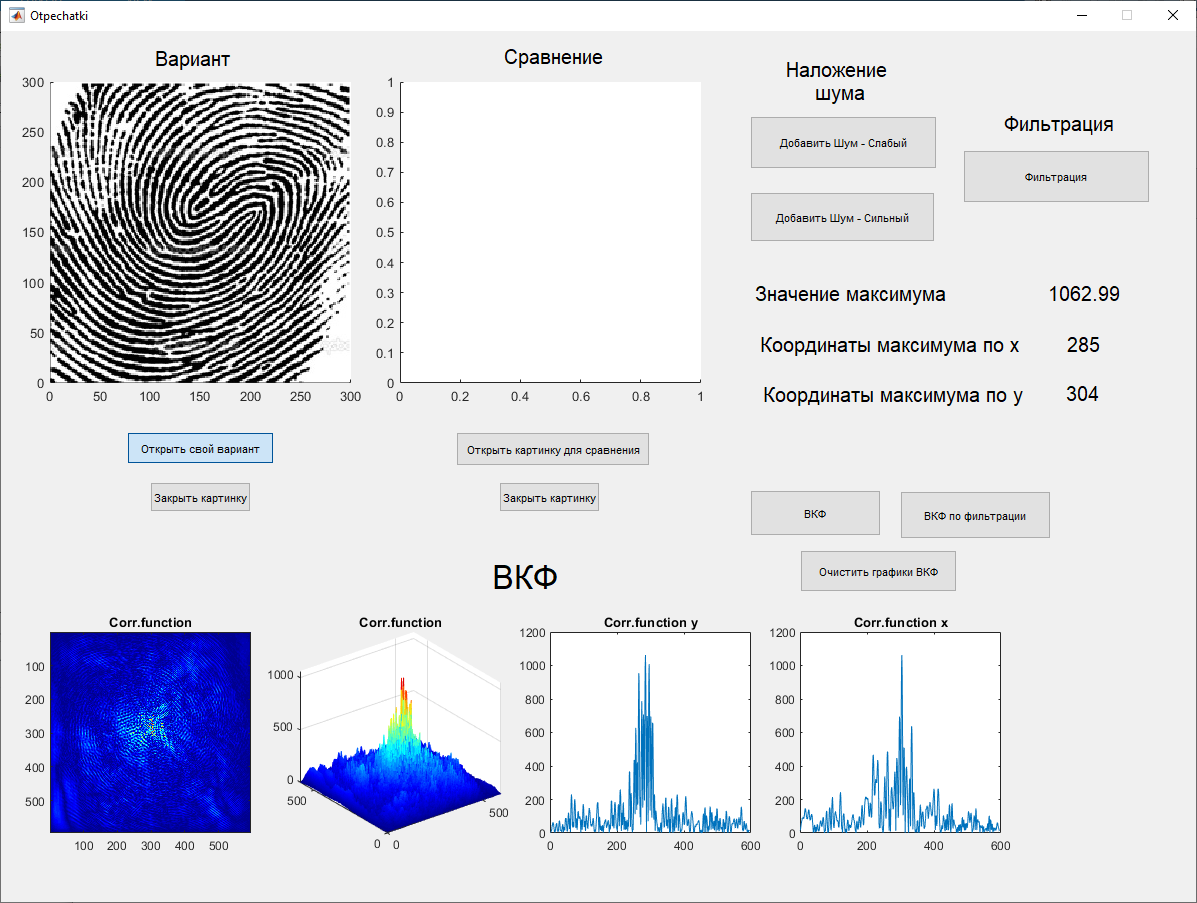 Otpechatki
Вариант
Сравнение
Наложение
шума
Фильтрация
300
250
200
150
100
50
0
0 50 100 150 200 250 300
1
0.9
0.8
0.7
0.6
0.5
0.4
0.3
0.2
0.1
0
0 0.2 0.4 0.6 0.8 1
Добавить Шум - Слабый
Фильтрация
Добавить Шум - Сильный
Значение максимума 1062.99
Координаты максимума по x 285
Координаты максимума по y 304
Открыть свой вариант
Открыть картинку для сравнения
Закрыть картинку
Закрыть картинку
ВКФ
ВКФ по фильтрации
Очистить графики ВКФ
ВКФ
Corr.function
100
200
300
400
500
100 200 300 400 500
Corr.function
1000
500
0
500
0 0
500
Corr.function y
1200
1000
800
600
400
200
0
0 200 400 600
Corr.function x
1200
1000
800
600
400
200
0
0 200 400 600